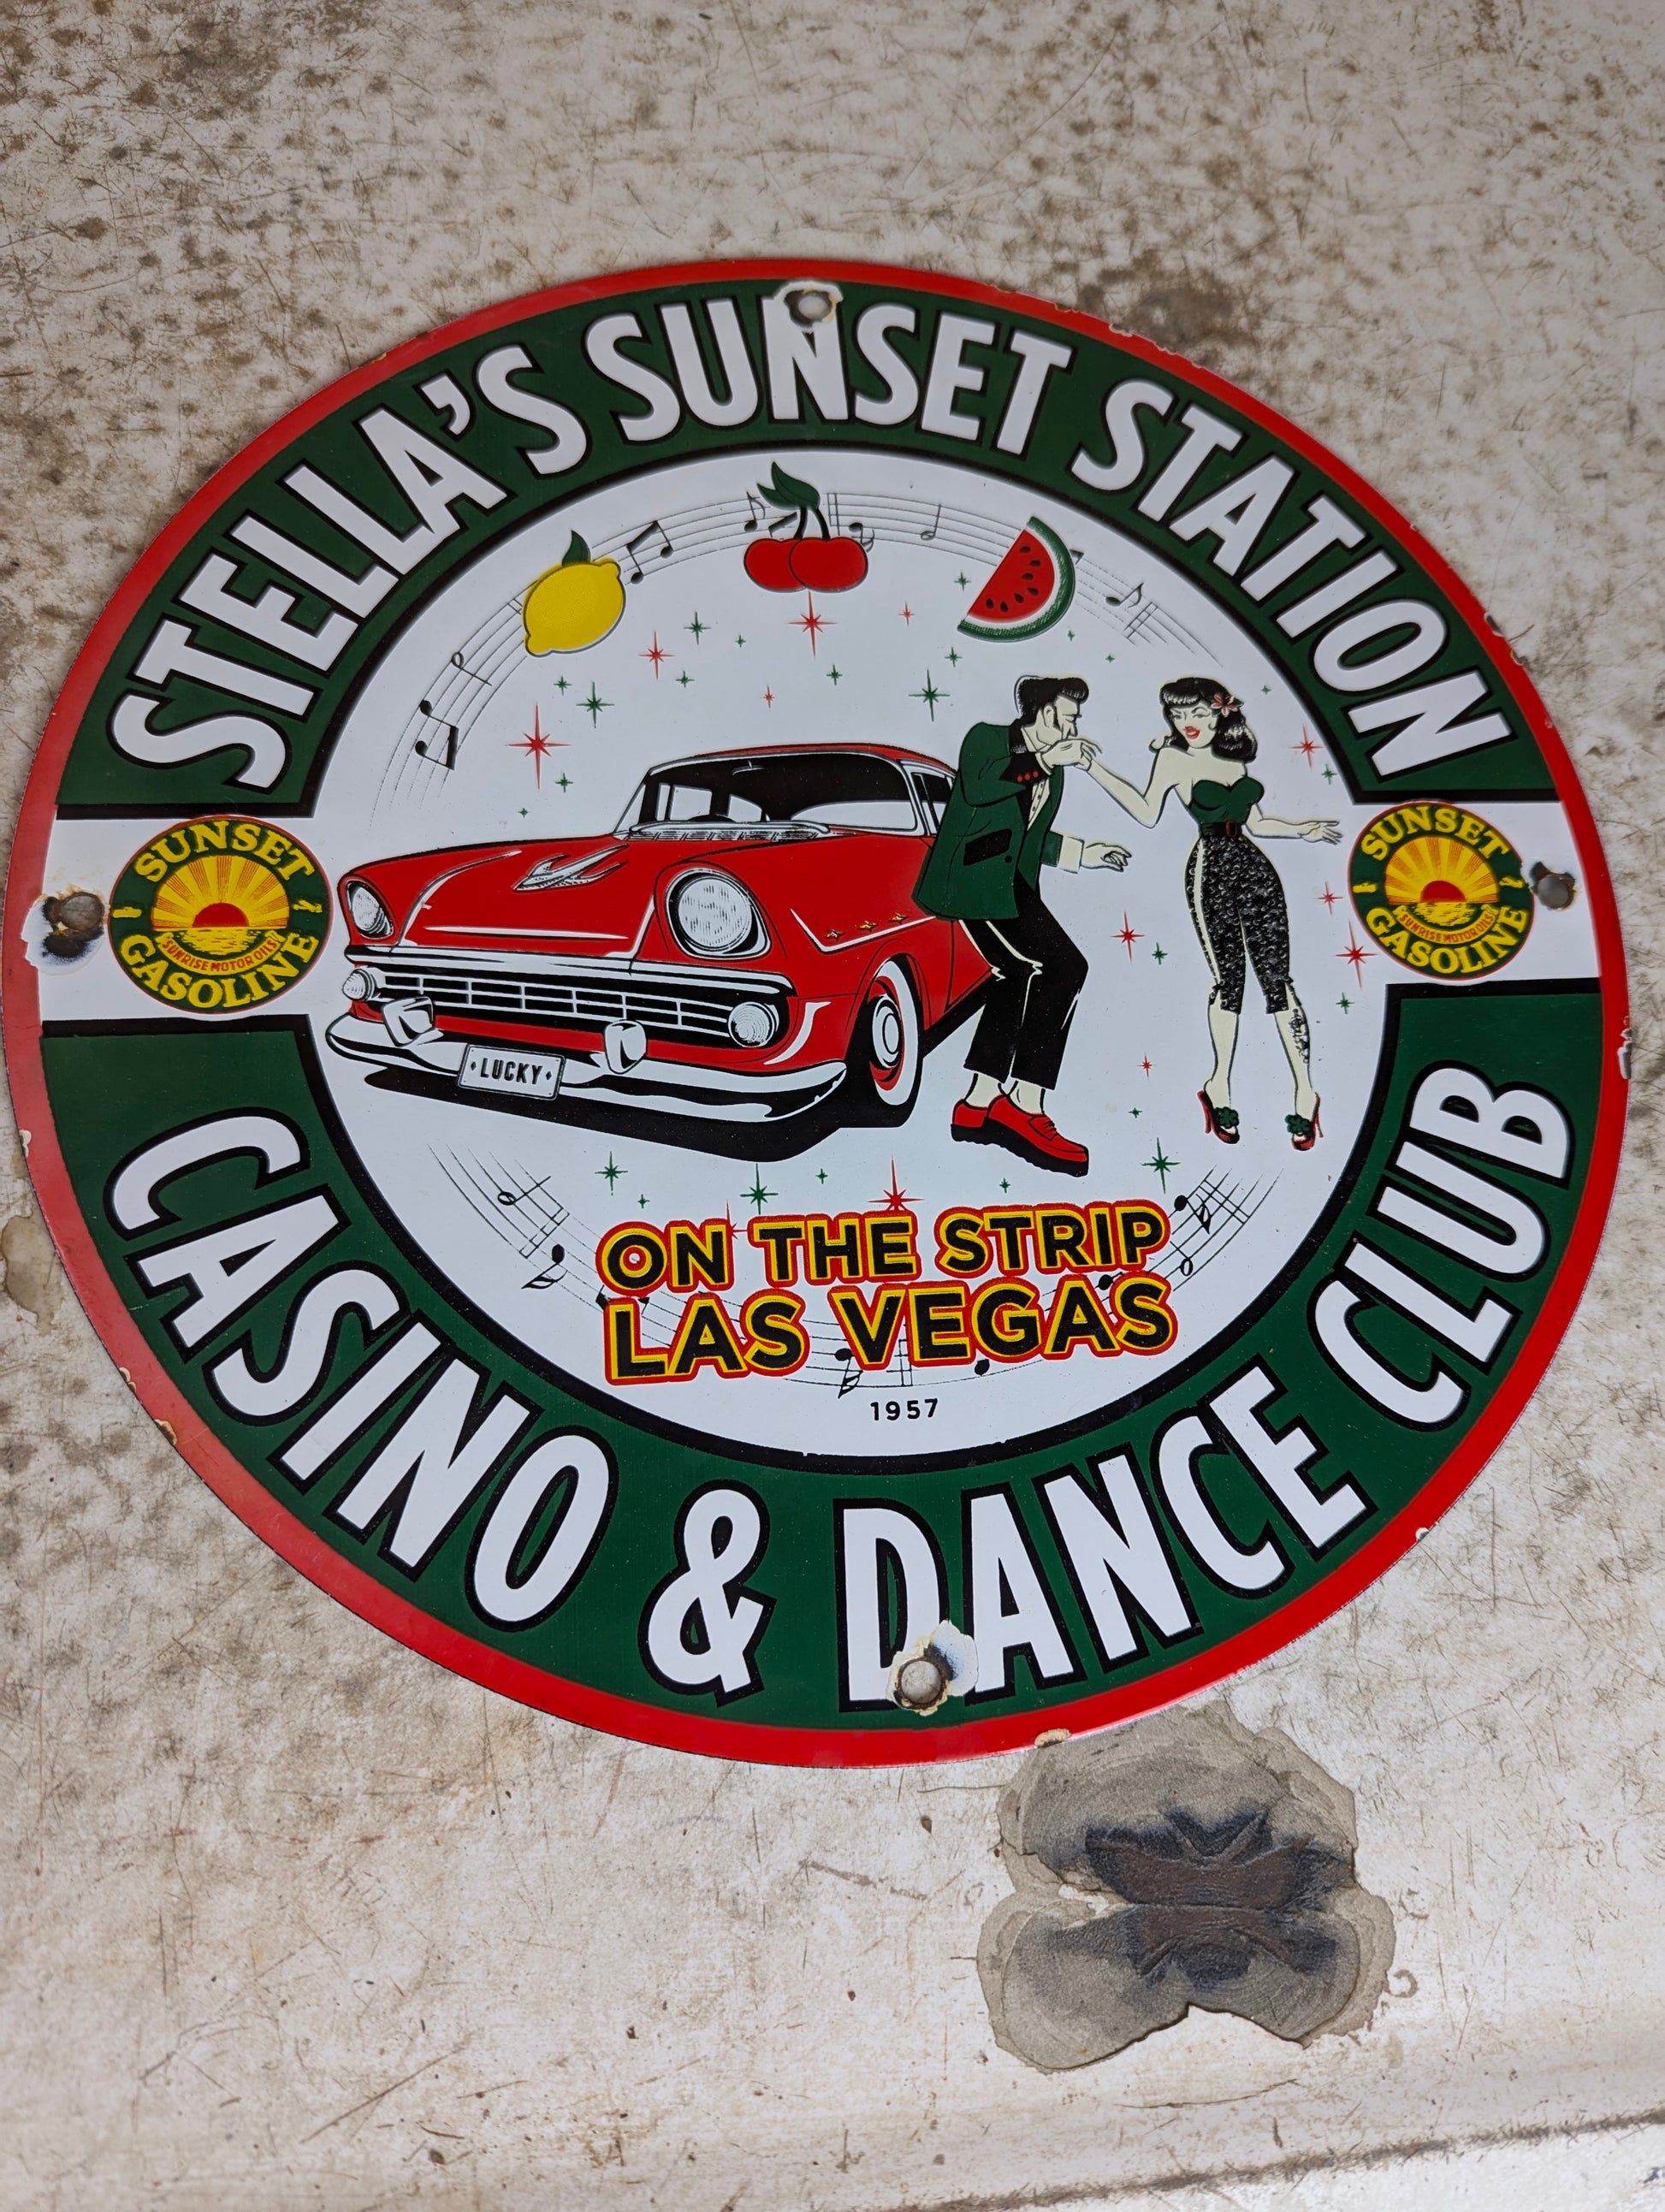 STELLA'S SUNSET STATION
SUNSET
GASOLINE
SUNRISE MOTOR OILS
SUNSET
GASOLINE
SUNRISE MOTOR OILS
·LUCKY·
ON THE STRIP
LAS VEGAS
1957
CASINO & DANCE CLUB